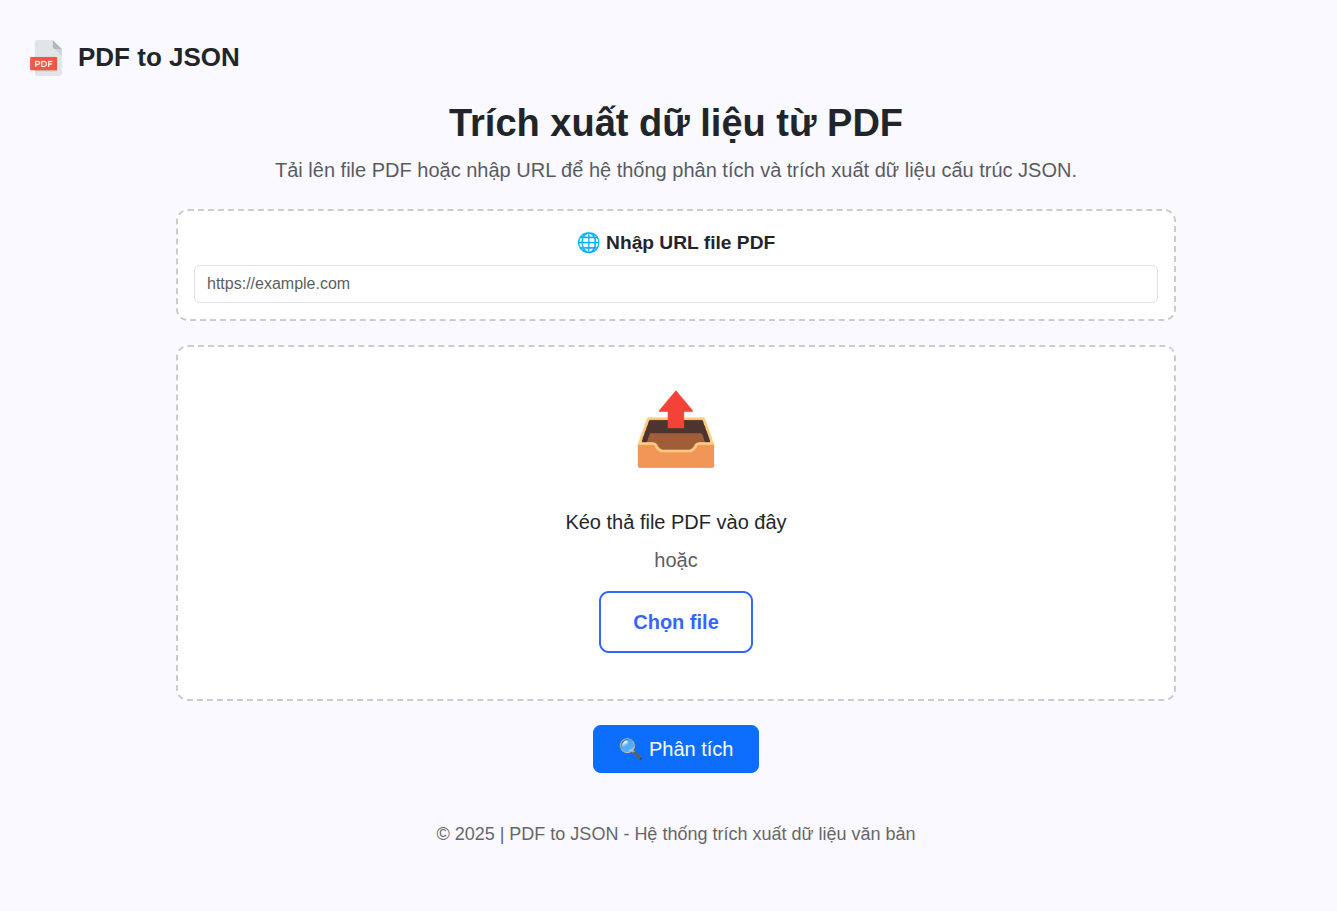 PDF
PDF to JSON
Trích xuất dữ liệu từ PDF
Tải lên file PDF hoặc nhập URL để hệ thống phân tích và trích xuất dữ liệu cấu trúc JSON.
🌐 Nhập URL file PDF
https://example.com
Kéo thả file PDF vào đây
hoặc
Chọn file
🔍 Phân tích
© 2025 | PDF to JSON - Hệ thống trích xuất dữ liệu văn bản